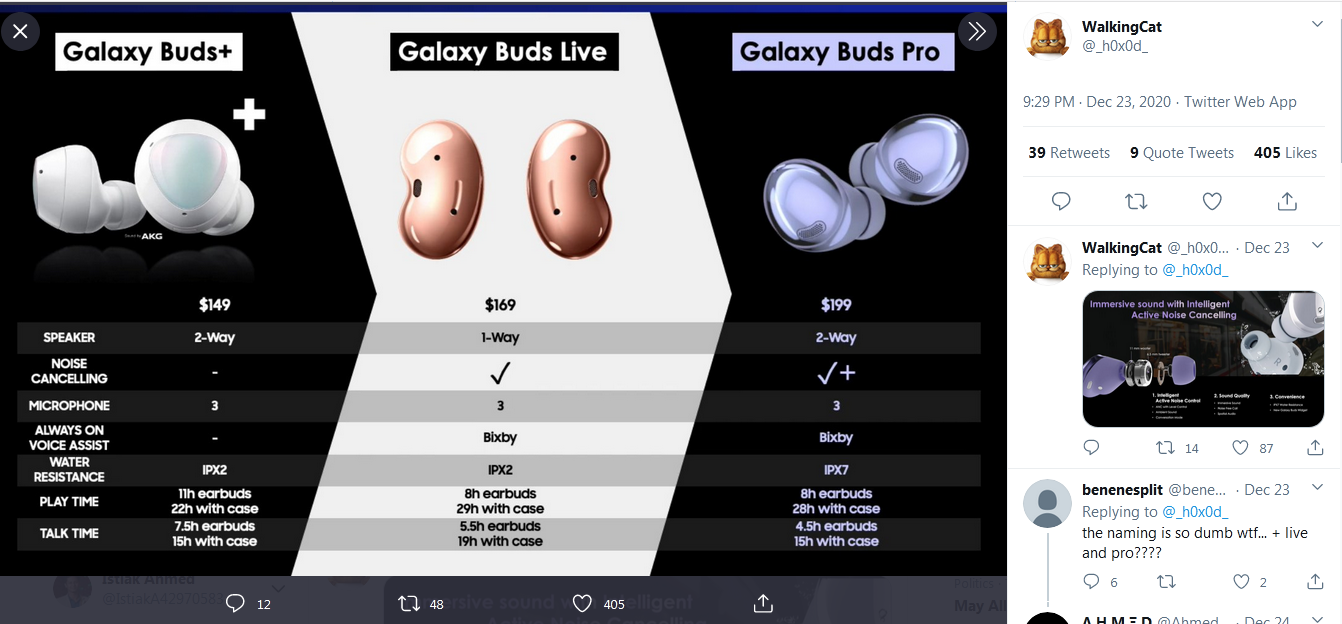 Galaxy Buds+
Galaxy Buds Live
Galaxy Buds Pro
Sound by AKG
$149
$169
$199
SPEAKER 2-Way 1-Way 2-Way
NOISE
CANCELLING - ✓ ✓+
MICROPHONE 3 3 3
ALWAYS ON
VOICE ASSIST - Bixby Bixby
WATER
RESISTANCE IPX2 IPX2 IPX7
PLAY TIME
11h earbuds 8h earbuds 8h earbuds
22h with case 29h with case 28h with case
TALK TIME
7.5h earbuds 5.5h earbuds 4.5h earbuds
15h with case 19h with case 15h with case
Istiak Ahmed
12 48 405
WalkingCat
@_h0x0d_
9:29 PM · Dec 23, 2020 · Twitter Web App
39 Retweets 9 Quote Tweets 405 Likes
WalkingCat @_h0x0... · Dec 23
Replying to @_h0x0d_
Immersive sound with Intelligent
Active Noise Cancelling
1. Intelligent
Active Noise Control
2. Sound Quality
3. Convenience
14 87
benenesplit @bene... · Dec 23
Replying to @_h0x0d_
the naming is so dumb wtf... + live
and pro????
6 2
@Ahmed... · Dec 24